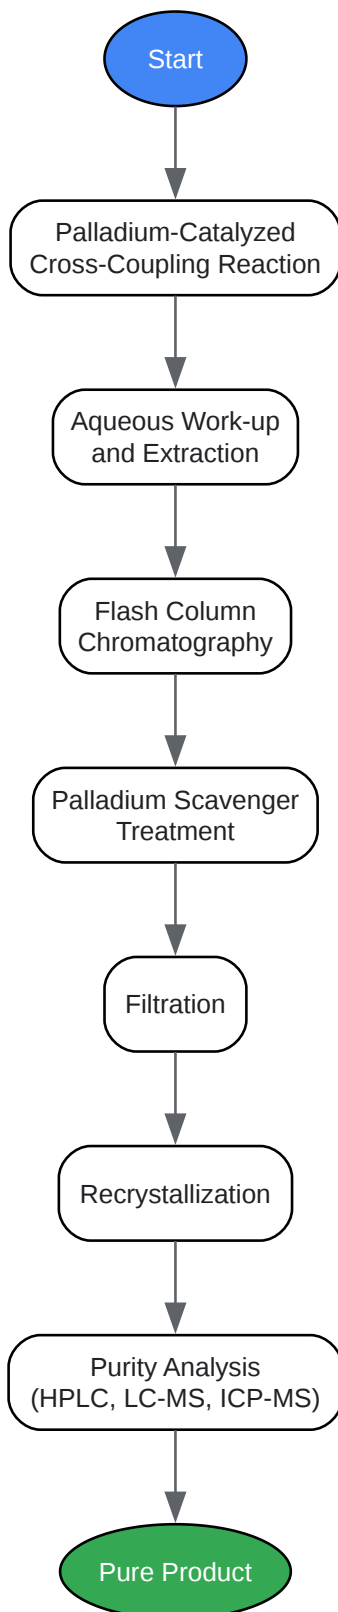 Start
Palladium-Catalyzed
Cross-Coupling Reaction
Aqueous Work-up
and Extraction
Flash Column
Chromatography
Palladium Scavenger
Treatment
Filtration
Recrystallization
Purity Analysis
(HPLC, LC-MS, ICP-MS)
Pure Product